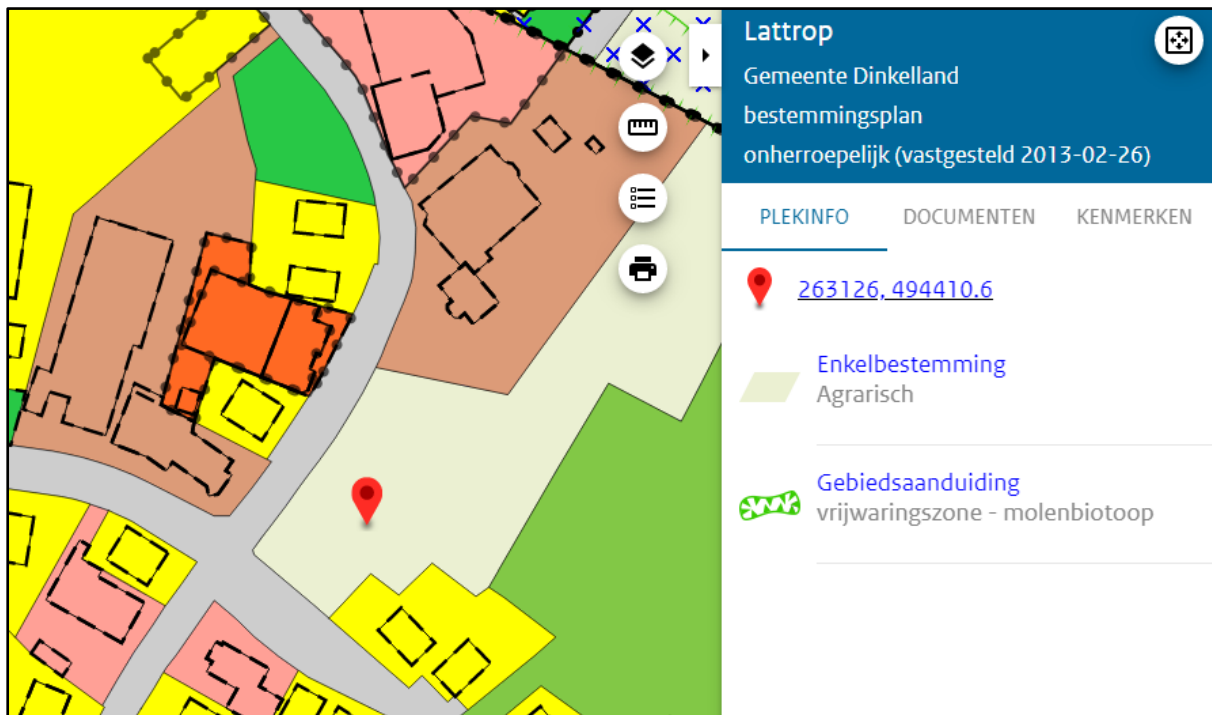 Lattrop
Gemeente Dinkelland
bestemmingsplan
onherroepelijk (vastgesteld 2013-02-26)
PLEKINFO DOCUMENTEN KENMERKEN
263126, 494410.6
Enkelbestemming
Agrarisch
Gebiedsaanduiding
vrijwaringszone - molenbiotoop